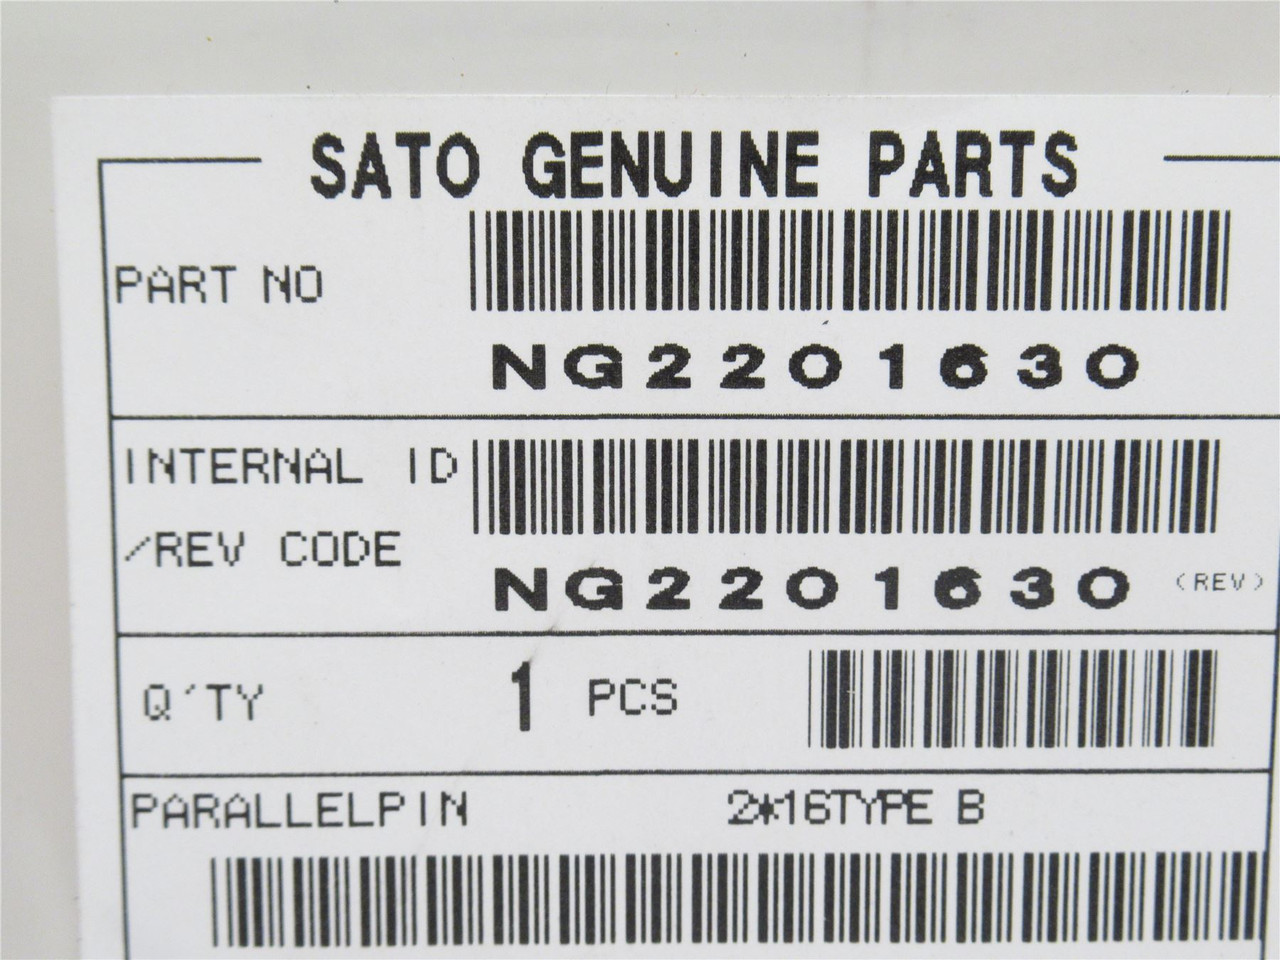 SATO GENUINE PARTS
PART NO
NG2201630
INTERNAL ID
/REV CODE
NG2201630 (REV)
Q'TY 1 PCS
PARALLELPIN 2*16TYPE B